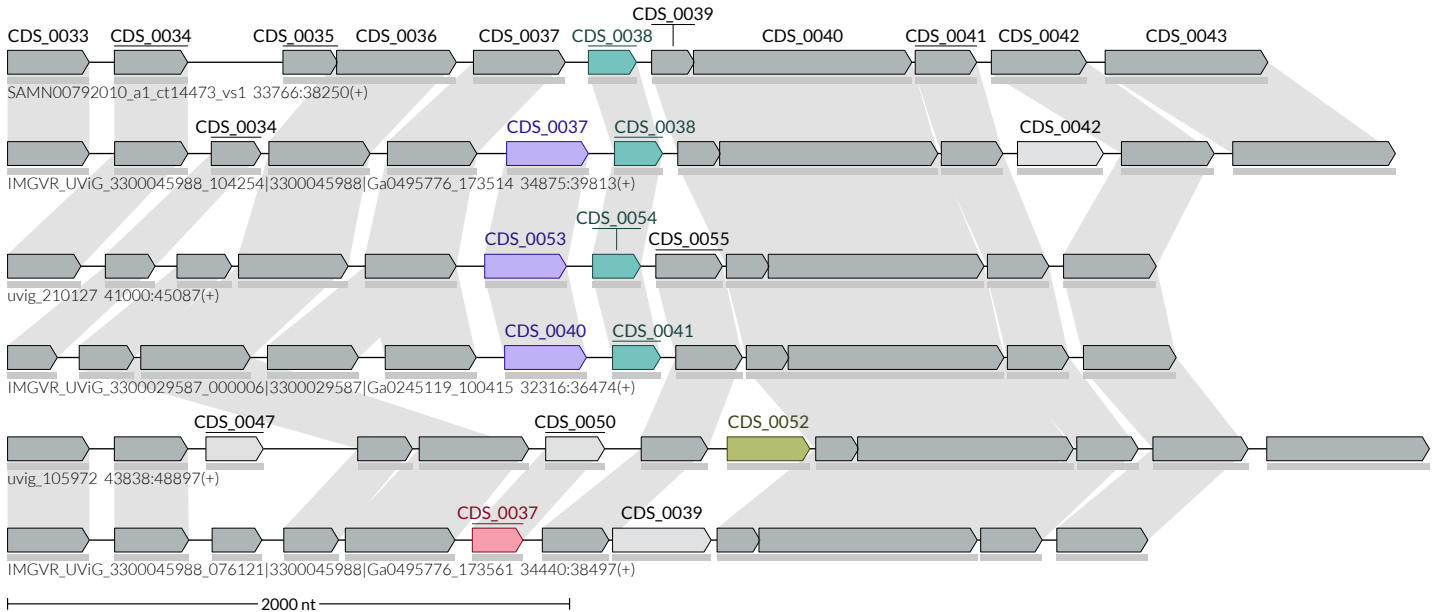 CDS_0039
CDS_0033 CDS_0034 CDS_0035 CDS_0036 CDS_0037 CDS_0038 CDS_0040 CDS_0041 CDS_0042 CDS_0043
SAMN00792010_a1_ct14473_vs1 33766:38250(+)
CDS_0034 CDS_0037 CDS_0038 CDS_0042
IMGVR_UViG_3300045988_104254|3300045988|Ga0495776_173514 34875:39813(+)
CDS_0054
CDS_0053 CDS_0055
uvig_210127 41000:45087(+)
CDS_0040 CDS_0041
IMGVR_UViG_3300029587_000006|3300029587|Ga0245119_100415 32316:36474(+)
CDS_0047 CDS_0050 CDS_0052
uvig_105972 43838:48897(+)
CDS_0037 CDS_0039
IMGVR_UViG_3300045988_076121|3300045988|Ga0495776_173561 34440:38497(+)
2000 nt